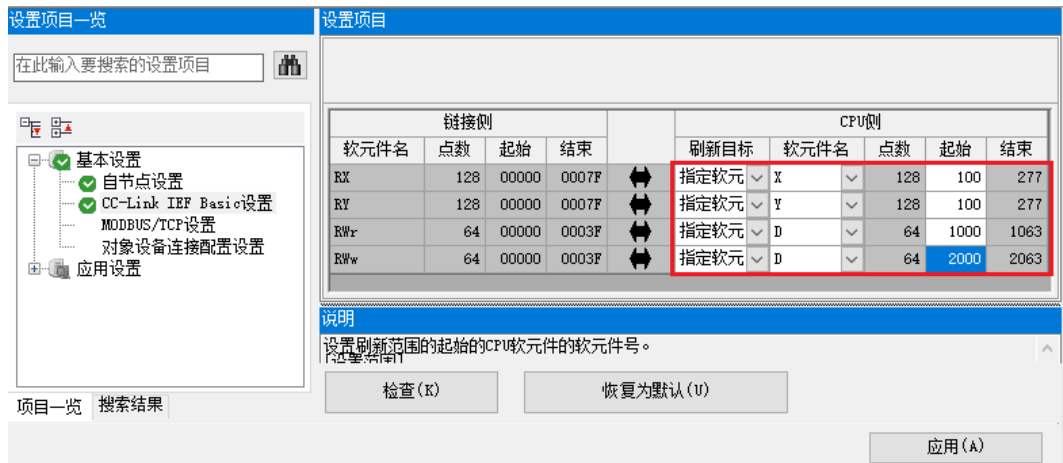 设置项目一览
在此输入要搜索的设置项目
基本设置
自节点设置
CC-Link IEF Basic设置
MODBUS/TCP设置
对象设备连接配置设置
应用设置
项目一览 搜索结果
设置项目
链接侧 CPU侧
软元件名 点数 起始 结束 刷新目标 软元件名 点数 起始 结束
RX 128 00000 0007F 指定软元 X 128 100 277
RY 128 00000 0007F 指定软元 Y 128 100 277
RWr 64 00000 0003F 指定软元 D 64 1000 1063
RWw 64 00000 0003F 指定软元 D 64 2000 2063
说明
设置刷新范围的起始的CPU软元件的软元件号。
[设置范围]
检查(K) 恢复为默认(U)
应用(A)